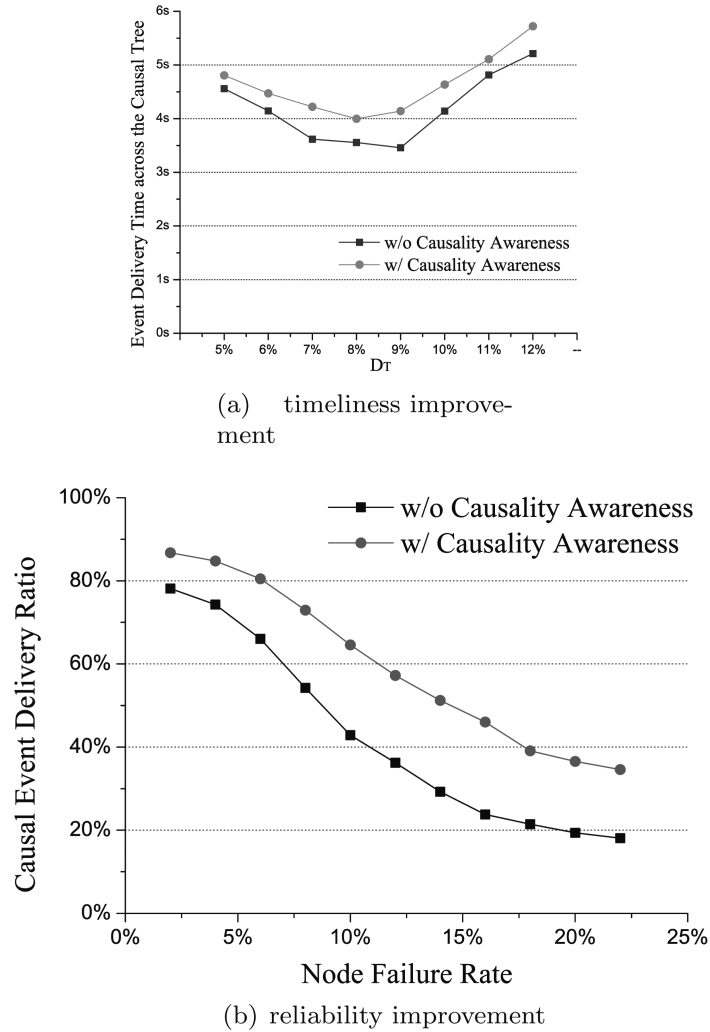 6s
5s
4s
3s
2s
1s
0s
Event Delivery Time across the Causal Tree
w/o Causality Awareness
w/ Causality Awareness
5% 6% 7% 8% 9% 10% 11% 12% --
DT
(a) timeliness improve-
ment
100%
80%
60%
40%
20%
0%
Causal Event Delivery Ratio
w/o Causality Awareness
w/ Causality Awareness
0% 5% 10% 15% 20% 25%
Node Failure Rate
(b) reliability improvement